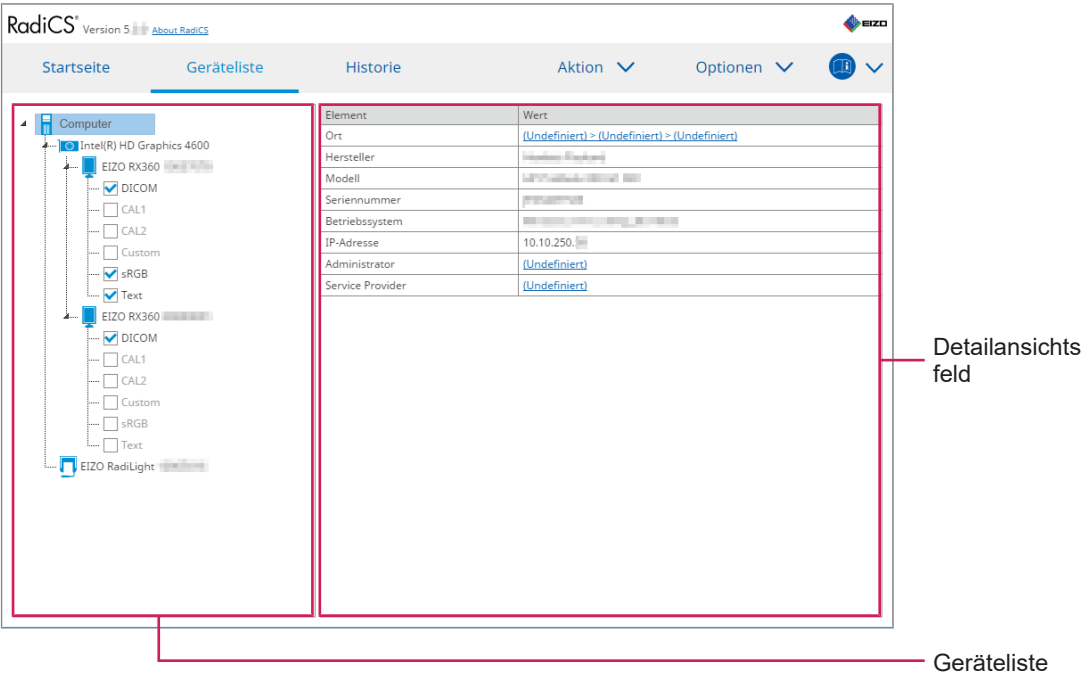 RadiCS® Version 5 About RadiCS EIZO
Startseite Geräteliste Historie Aktion Optionen
Computer
Intel(R) HD Graphics 4600
EIZO RX360
DICOM
CAL1
CAL2
Custom
sRGB
Text
EIZO RX360
DICOM
CAL1
CAL2
Custom
sRGB
Text
EIZO RadiLight
Element Wert
Ort (Undefiniert) > (Undefiniert) > (Undefiniert)
Hersteller
Modell
Seriennummer
Betriebssystem
IP-Adresse 10.10.250.
Administrator (Undefiniert)
Service Provider (Undefiniert)
Detailansichts
feld
Geräteliste